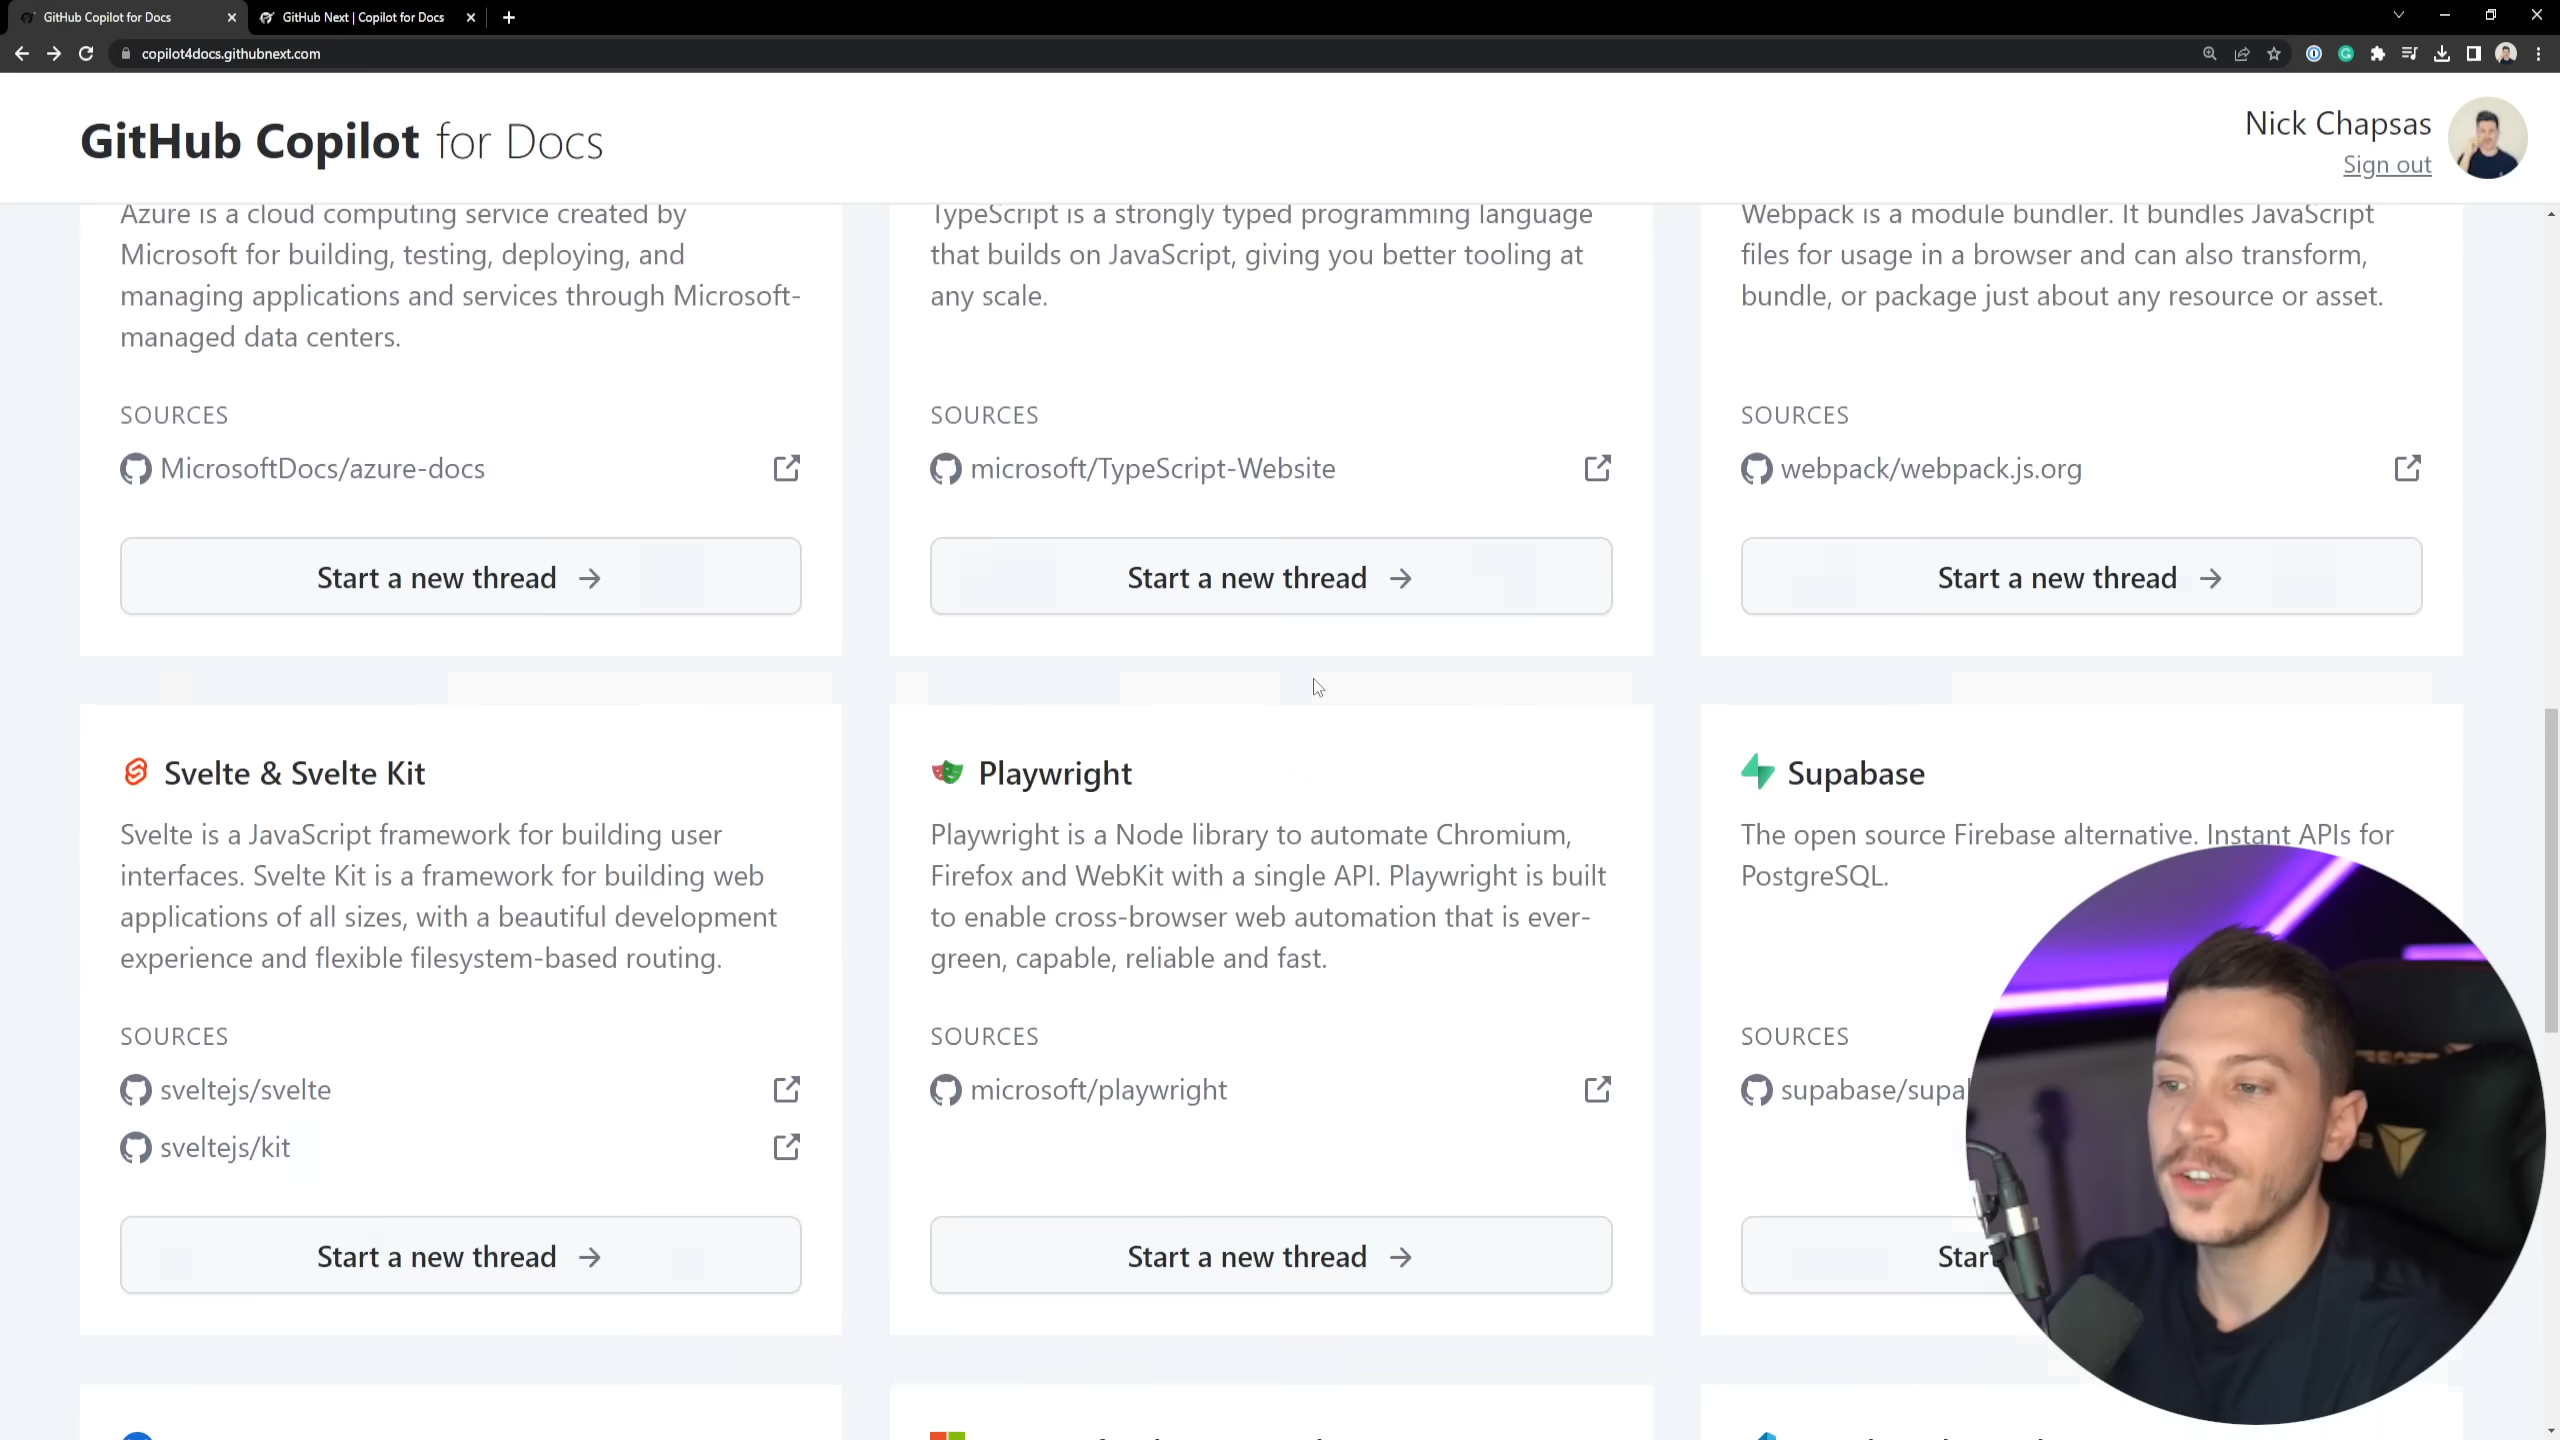 GitHub Copilot for Docs
GitHub Next | Copilot for Docs
copilot4docs.githubnext.com
GitHub Copilot for Docs
Nick Chapsas
Sign out
Azure is a cloud computing service created by
Microsoft for building, testing, deploying, and
managing applications and services through Microsoft-
managed data centers.
SOURCES
MicrosoftDocs/azure-docs
Start a new thread
TypeScript is a strongly typed programming language
that builds on JavaScript, giving you better tooling at
any scale.
SOURCES
microsoft/TypeScript-Website
Start a new thread
Webpack is a module bundler. It bundles JavaScript
files for usage in a browser and can also transform,
bundle, or package just about any resource or asset.
SOURCES
webpack/webpack.js.org
Start a new thread
Svelte & Svelte Kit
Svelte is a JavaScript framework for building user
interfaces. Svelte Kit is a framework for building web
applications of all sizes, with a beautiful development
experience and flexible filesystem-based routing.
SOURCES
sveltejs/svelte
sveltejs/kit
Start a new thread
Playwright
Playwright is a Node library to automate Chromium,
Firefox and WebKit with a single API. Playwright is built
to enable cross-browser web automation that is ever-
green, capable, reliable and fast.
SOURCES
microsoft/playwright
Start a new thread
Supabase
The open source Firebase alternative. Instant APIs for
PostgreSQL.
SOURCES
supabase/supa
Star